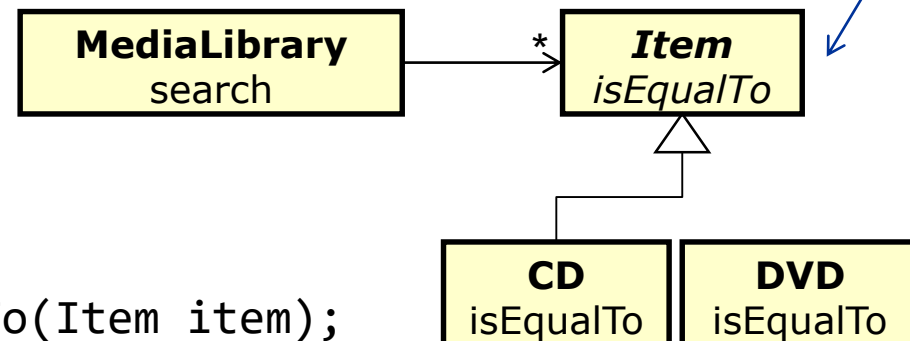 MediaLibrary
search
*
Item
isEqualTo
CD
isEqualTo
DVD
isEqualTo
o(Item item);